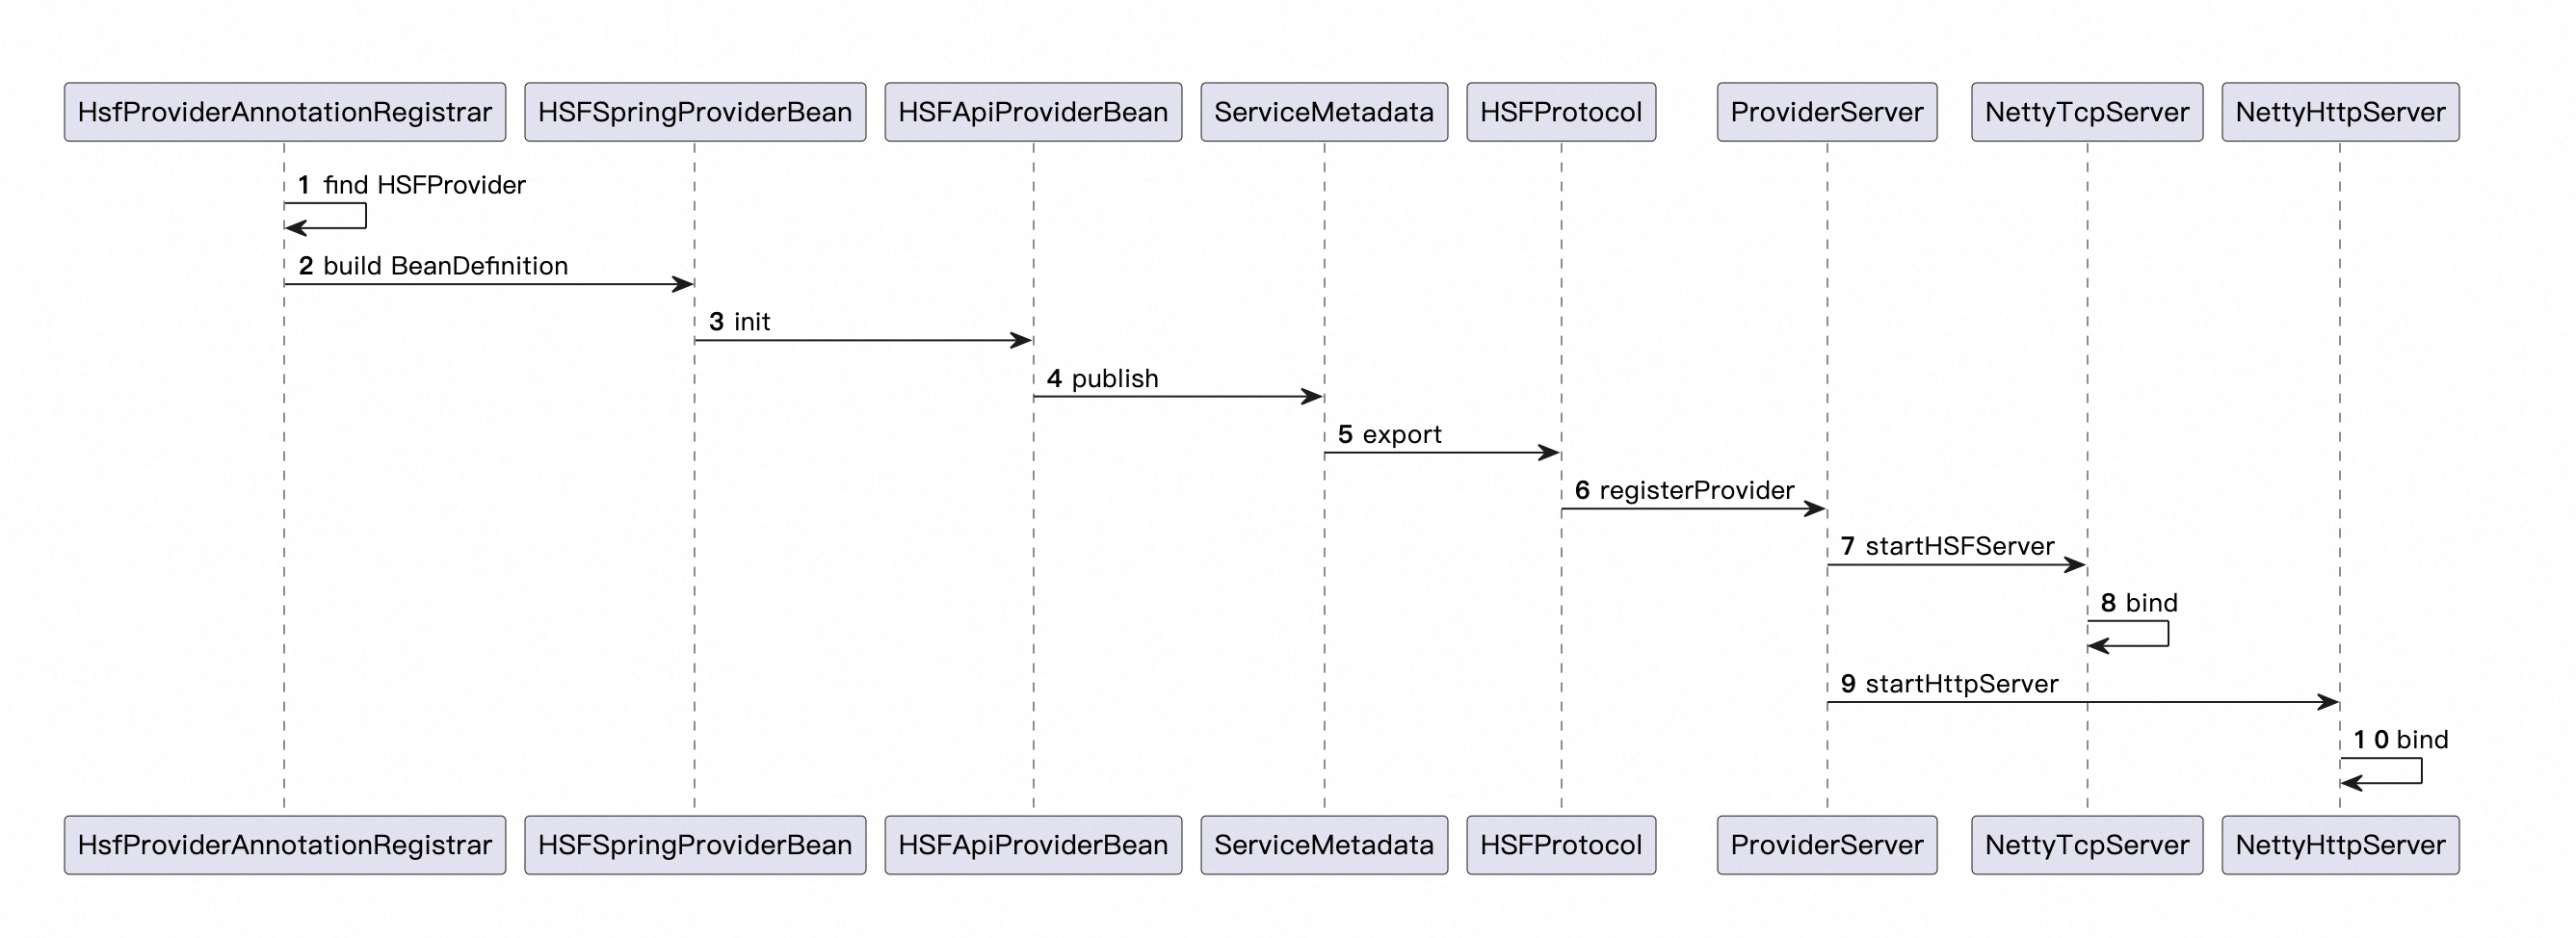 HsfProviderAnnotationRegistrar
HSFSpringProviderBean
HSFApiProviderBean
ServiceMetadata
HSFProtocol
ProviderServer
NettyTcpServer
NettyHttpServer
1 find HSFProvider
2 build BeanDefinition
3 init
4 publish
5 export
6 registerProvider
7 startHSFServer
8 bind
9 startHttpServer
1 0 bind
HsfProviderAnnotationRegistrar
HSFSpringProviderBean
HSFApiProviderBean
ServiceMetadata
HSFProtocol
ProviderServer
NettyTcpServer
NettyHttpServer